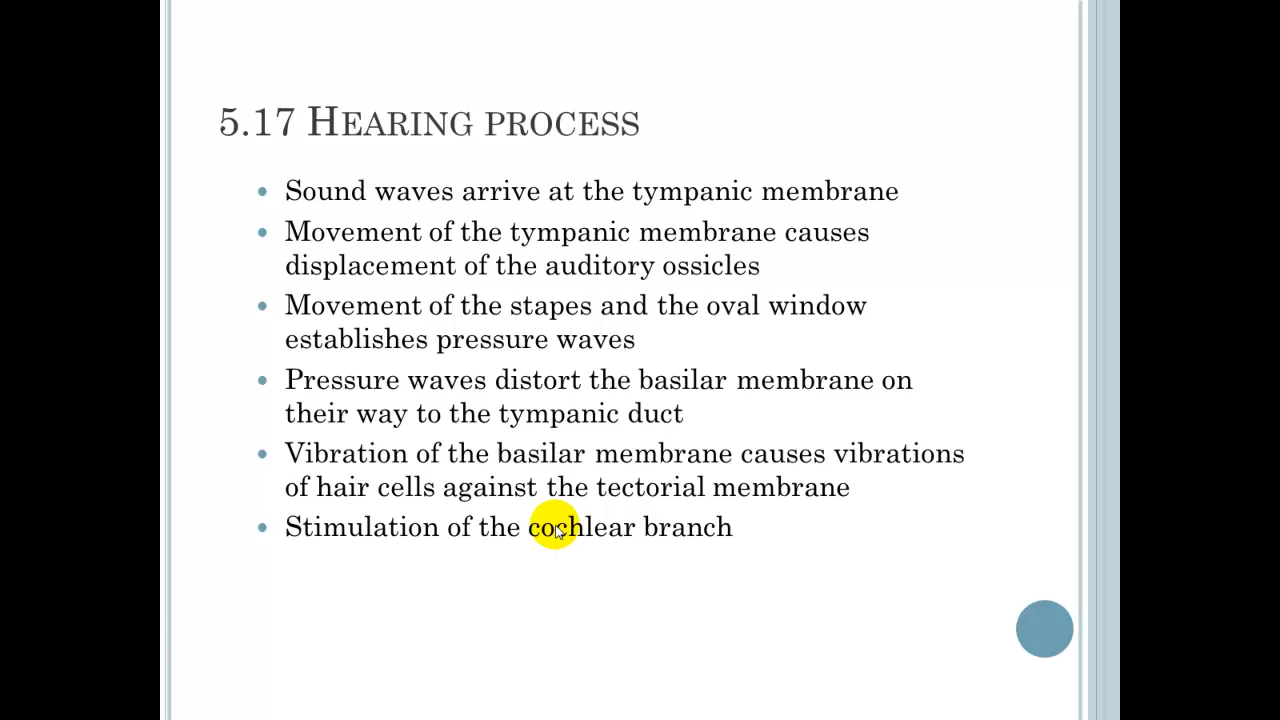 5.17 HEARING PROCESS
• Sound waves arrive at the tympanic membrane
• Movement of the tympanic membrane causes
displacement of the auditory ossicles
• Movement of the stapes and the oval window
establishes pressure waves
• Pressure waves distort the basilar membrane on
their way to the tympanic duct
• Vibration of the basilar membrane causes vibrations
of hair cells against the tectorial membrane
• Stimulation of the cochlear branch